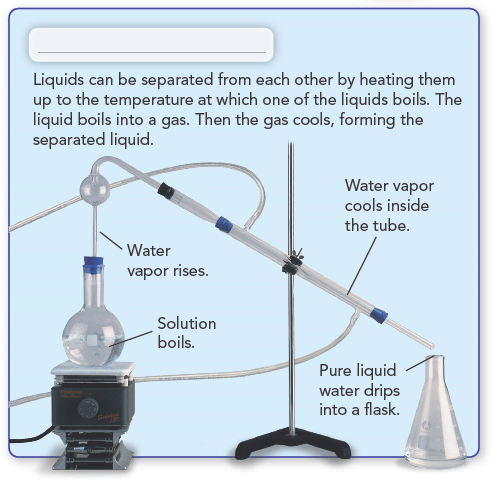 Liquids can be separated from each other by heating them
up to the temperature at which one of the liquids boils. The
liquid boils into a gas. Then the gas cools, forming the
separated liquid.
Water vapor
cools inside
the tube.
Water
vapor rises.
Solution
boils.
Pure liquid
water drips
into a flask.